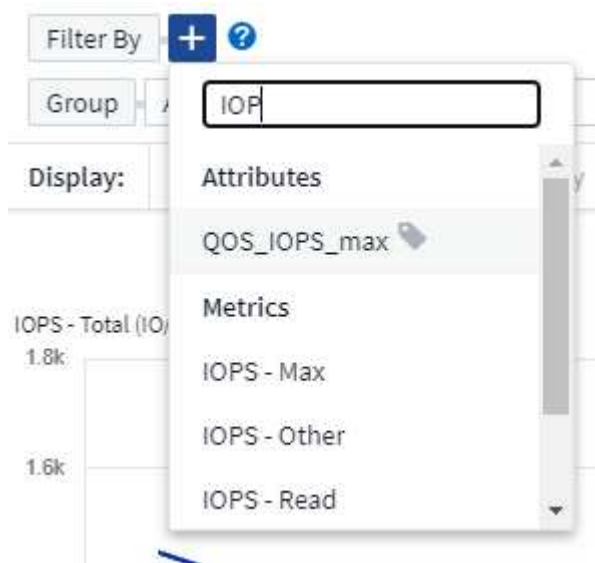 Filter By + ?
IOP
Group
Display:
Attributes
QOS_IOPS_max
Metrics
IOPS - Total (IO/
1.8k
IOPS - Max
IOPS - Other
1.6k
IOPS - Read